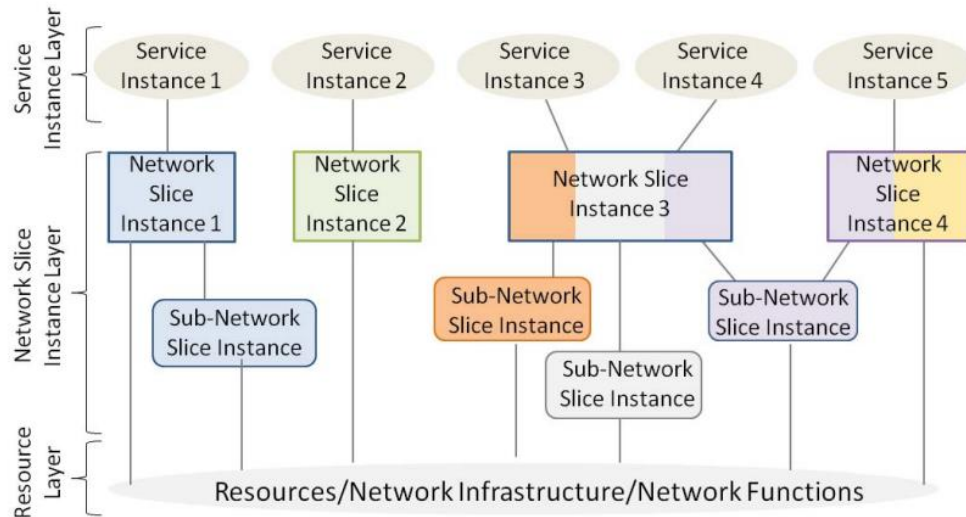 Service
Instance Layer
Service
Instance 1
Service
Instance 2
Service
Instance 3
Service
Instance 4
Service
Instance 5
Network Slice
Instance Layer
Network
Slice
Instance 1
Network
Slice
Instance 2
Network Slice
Instance 3
Network
Slice
Instance 4
Sub-Network
Slice Instance
Sub-Network
Slice Instance
Sub-Network
Slice Instance
Sub-Network
Slice Instance
Resource
Layer
Resources/Network Infrastructure/Network Functions